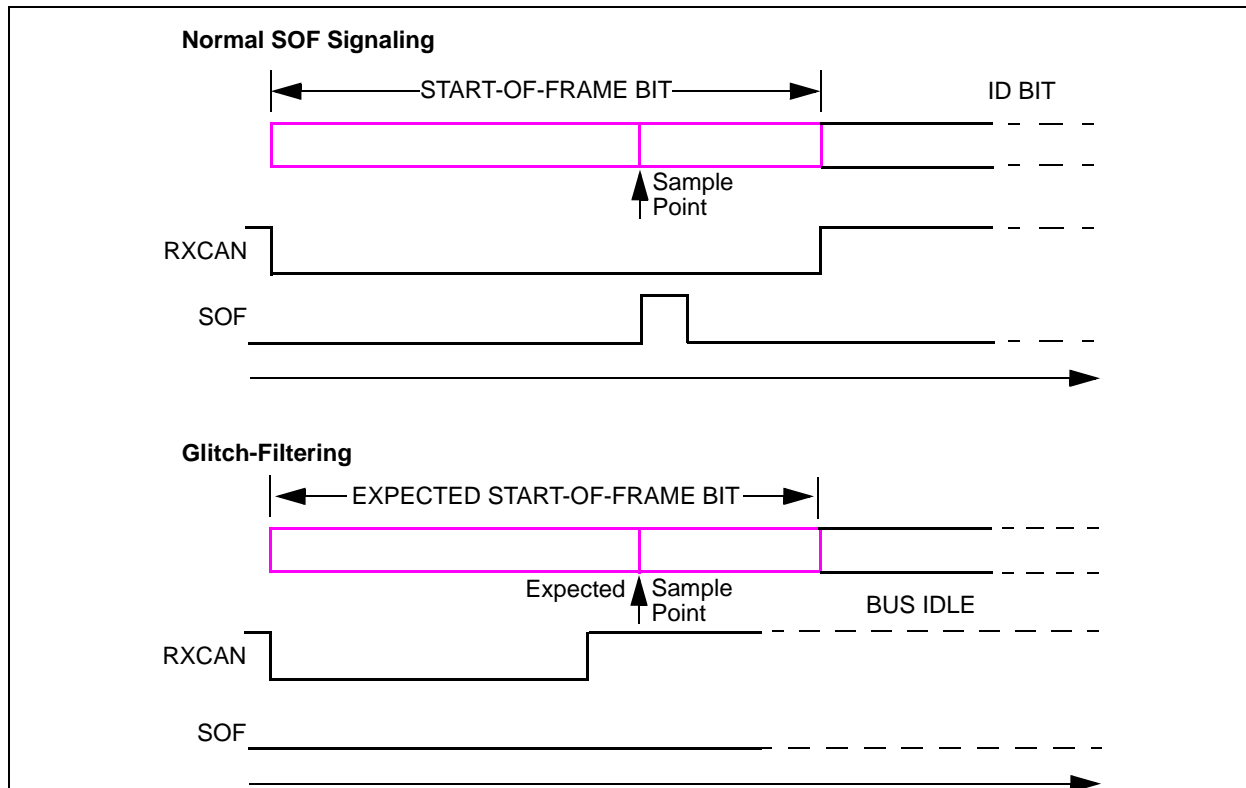 Normal SOF Signaling
START-OF-FRAME BIT
ID BIT
Sample
Point
RXCAN
SOF
Glitch-Filtering
EXPECTED START-OF-FRAME BIT
Expected
Sample
Point
BUS IDLE
RXCAN
SOF